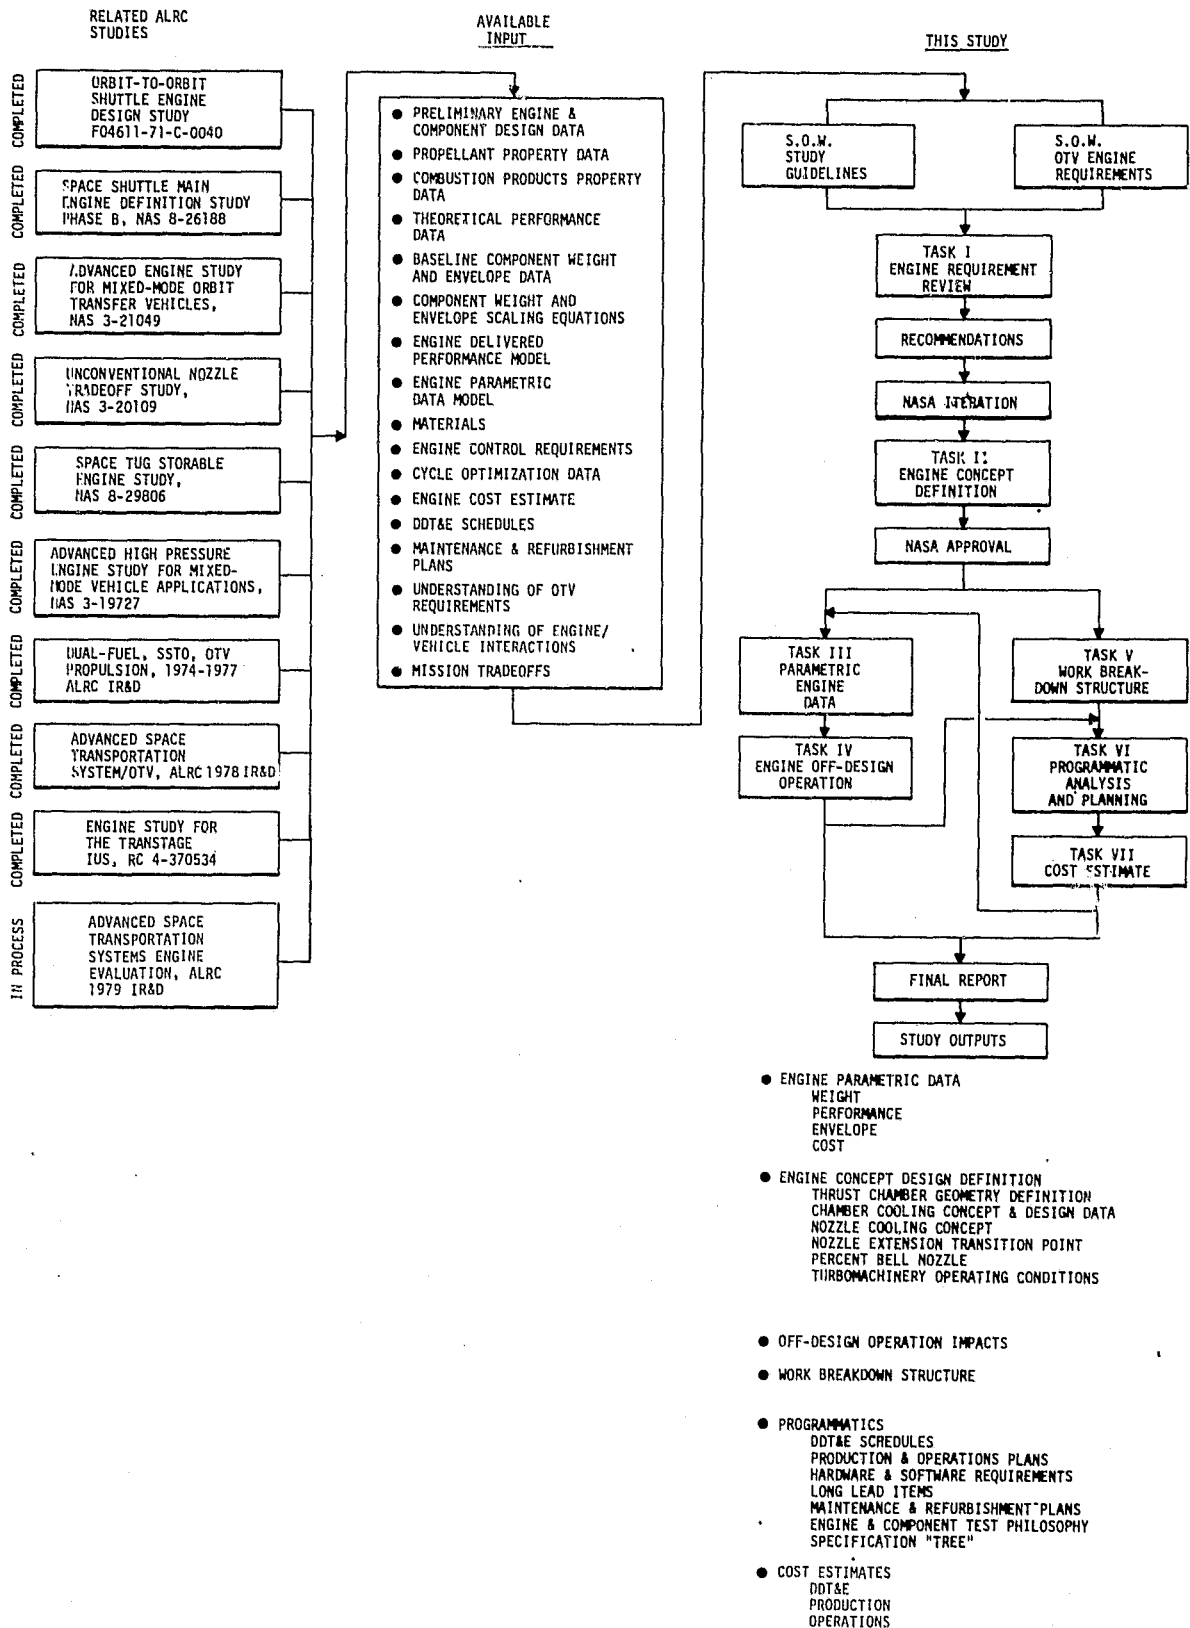 RELATED ALRC
STUDIES
COMPLETED
ORBIT-TO-ORBIT
SHUTTLE ENGINE
DESIGN STUDY
F04611-71-C-0040
COMPLETED
SPACE SHUTTLE MAIN
ENGINE DEFINITION STUDY
PHASE B, NAS 8-26188
COMPLETED
ADVANCED ENGINE STUDY
FOR MIXED-MODE ORBIT
TRANSFER VEHICLES,
NAS 3-21049
COMPLETED
UNCONVENTIONAL NOZZLE
TRADEOFF STUDY,
NAS 3-20109
COMPLETED
SPACE TUG STORABLE
ENGINE STUDY,
NAS 8-29806
COMPLETED
ADVANCED HIGH PRESSURE
ENGINE STUDY FOR MIXED-
MODE VEHICLE APPLICATIONS,
NAS 3-19727
COMPLETED
DUAL-FUEL, SSTO, OTV
PROPULSION, 1974-1977
ALRC IR&D
COMPLETED
ADVANCED SPACE
TRANSPORTATION
SYSTEM/OTV, ALRC 1978 IR&D
COMPLETED
ENGINE STUDY FOR
THE TRANSTAGE
IUS, RC 4-370534
IN PROCESS
ADVANCED SPACE
TRANSPORTATION
SYSTEMS ENGINE
EVALUATION, ALRC
1979 IR&D
AVAILABLE
INPUT
● PRELIMINARY ENGINE &
COMPONENT DESIGN DATA
● PROPELLANT PROPERTY DATA
● COMBUSTION PRODUCTS PROPERTY
DATA
● THEORETICAL PERFORMANCE
DATA
● BASELINE COMPONENT WEIGHT
AND ENVELOPE DATA
● COMPONENT WEIGHT AND
ENVELOPE SCALING EQUATIONS
● ENGINE DELIVERED
PERFORMANCE MODEL
● ENGINE PARAMETRIC
DATA MODEL
● MATERIALS
● ENGINE CONTROL REQUIREMENTS
● CYCLE OPTIMIZATION DATA
● ENGINE COST ESTIMATE
● DDT&E SCHEDULES
● MAINTENANCE & REFURBISHMENT
PLANS
● UNDERSTANDING OF OTV
REQUIREMENTS
● UNDERSTANDING OF ENGINE/
VEHICLE INTERACTIONS
● MISSION TRADEOFFS
THIS STUDY
S.O.W.
STUDY
GUIDELINES
S.O.W.
OTV ENGINE
REQUIREMENTS
TASK I
ENGINE REQUIREMENT
REVIEW
RECOMMENDATIONS
NASA ITERATION
TASK II
ENGINE CONCEPT
DEFINITION
NASA APPROVAL
TASK III
PARAMETRIC
ENGINE
DATA
TASK IV
ENGINE OFF-DESIGN
OPERATION
TASK V
WORK BREAK-
DOWN STRUCTURE
TASK VI
PROGRAMMATIC
ANALYSIS
AND PLANNING
TASK VII
COST ESTIMATE
FINAL REPORT
STUDY OUTPUTS
● ENGINE PARAMETRIC DATA
WEIGHT
PERFORMANCE
ENVELOPE
COST
● ENGINE CONCEPT DESIGN DEFINITION
THRUST CHAMBER GEOMETRY DEFINITION
CHAMBER COOLING CONCEPT & DESIGN DATA
NOZZLE COOLING CONCEPT
NOZZLE EXTENSION TRANSITION POINT
PERCENT BELL NOZZLE
TURBOMACHINERY OPERATING CONDITIONS
● OFF-DESIGN OPERATION IMPACTS
● WORK BREAKDOWN STRUCTURE
● PROGRAMMATICS
DDT&E SCHEDULES
PRODUCTION & OPERATIONS PLANS
HARDWARE & SOFTWARE REQUIREMENTS
LONG LEAD ITEMS
MAINTENANCE & REFURBISHMENT PLANS
ENGINE & COMPONENT TEST PHILOSOPHY
SPECIFICATION "TREE"
● COST ESTIMATES
DDT&E
PRODUCTION
OPERATIONS